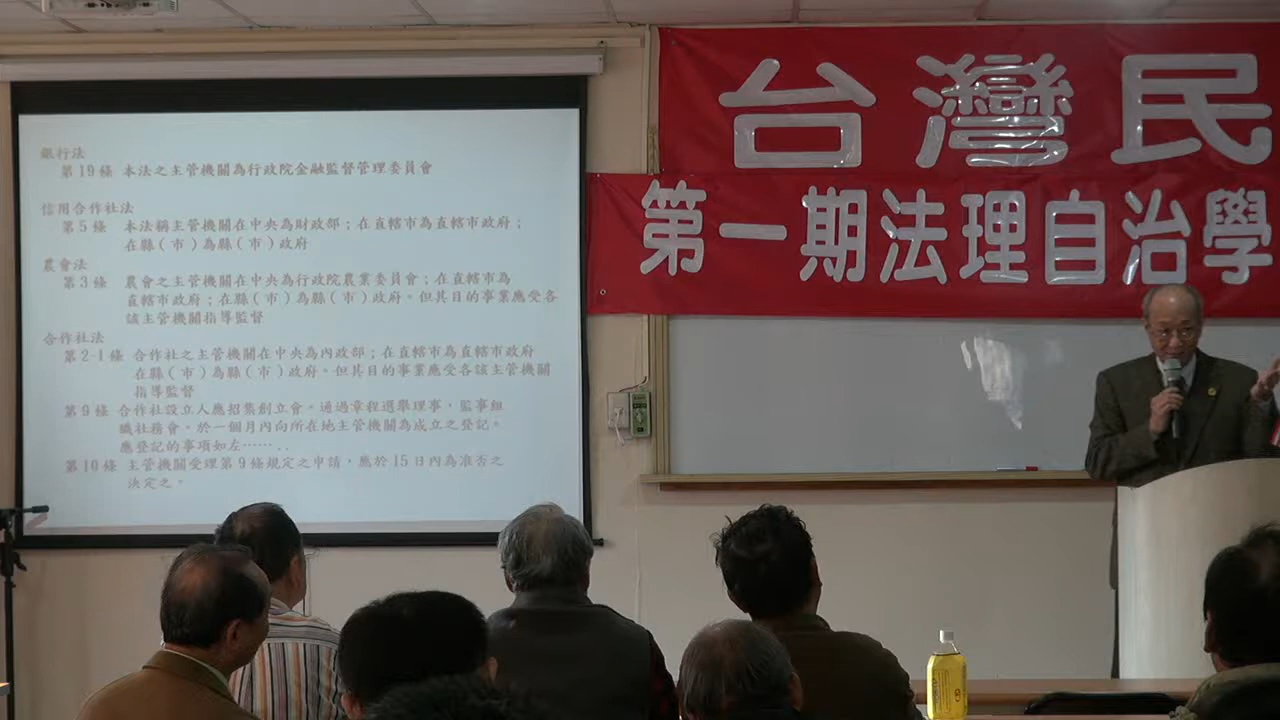 台灣民
第一期法理自治學
銀行法
第19條 本法之主管機關為行政院金融監督管理委員會
信用合作社法
第5條 本法稱主管機關在中央為財政部；在直轄市為直轄市政府；
在縣（市）為縣（市）政府
農會法
第3條 農會之主管機關在中央為行政院農業委員會；在直轄市為
直轄市政府；在縣（市）為縣（市）政府。但其目的事業應受各
該主管機關指導監督
合作社法
第2-1條 合作社之主管機關在中央為內政部；在直轄市為直轄市政府
在縣（市）為縣（市）政府。但其目的事業應受各該主管機關
指導監督
第9條 合作社設立人應招集創立會。通過章程選舉理事，監事組
織社務會。於一個月內向所在地主管機關為成立之登記。
應登記的事項如左……..
第10條 主管機關受理第9條規定之申請，應於15日內為准否之
決定之。